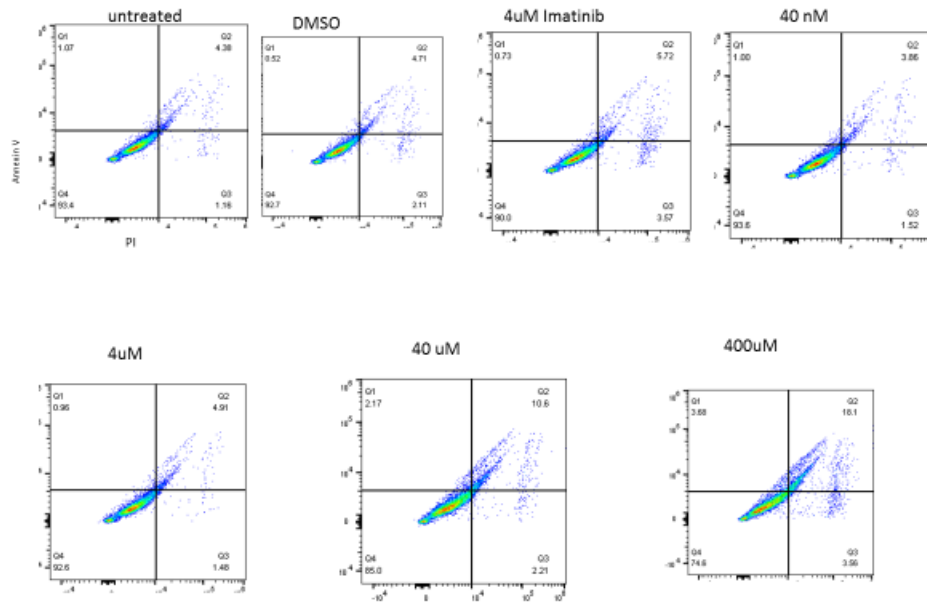 untreated
DMSO
4uM Imatinib
40 nM
Q1
1.07
Q2
4.38
Q4
93.4
Q3
1.16
Annexin V
PI
Q1
0.52
Q2
4.71
Q4
92.7
Q3
2.11
Q1
0.73
Q2
5.72
Q4
90.0
Q3
3.57
Q1
1.00
Q2
3.86
Q4
93.6
Q3
1.52
4uM
40 uM
400uM
Q1
0.95
Q2
4.91
Q4
92.6
Q3
1.48
Q1
2.17
Q2
10.6
Q4
85.0
Q3
2.21
Q1
3.68
Q2
18.1
Q4
74.6
Q3
3.56